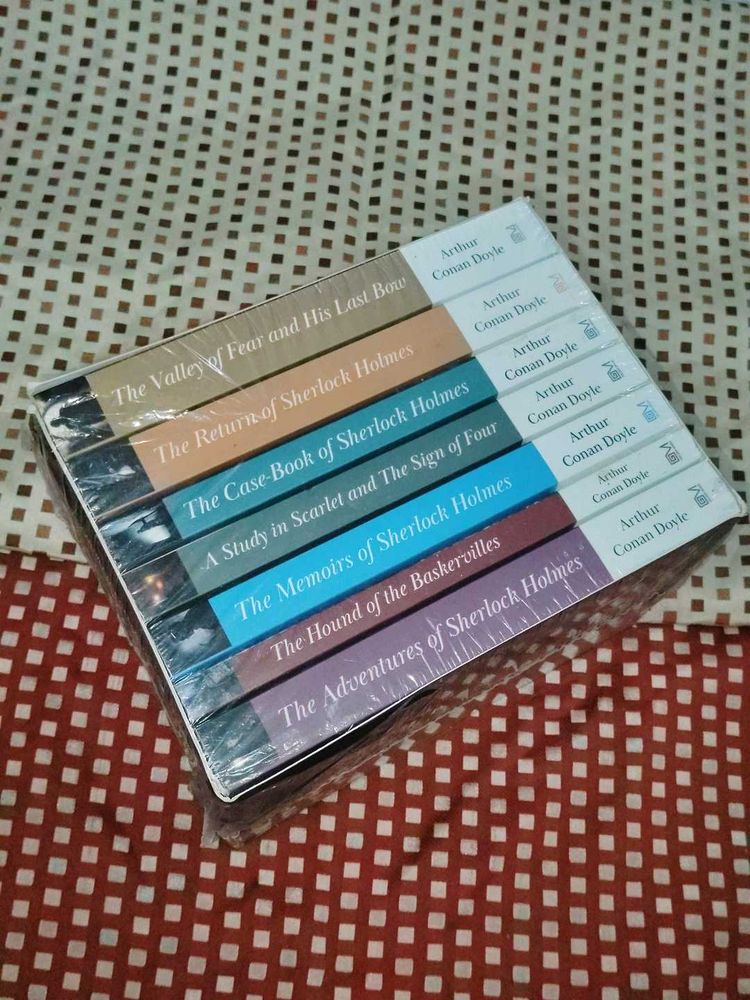 The Valley of Fear and His Last Bow
Arthur
Conan Doyle
The Return of Sherlock Holmes
Arthur
Conan Doyle
The Case-Book of Sherlock Holmes
Arthur
Conan Doyle
A Study in Scarlet and The Sign of Four
Arthur
Conan Doyle
The Memoirs of Sherlock Holmes
Arthur
Conan Doyle
The Hound of the Baskervilles
Arthur
Conan Doyle
The Adventures of Sherlock Holmes
Arthur
Conan Doyle